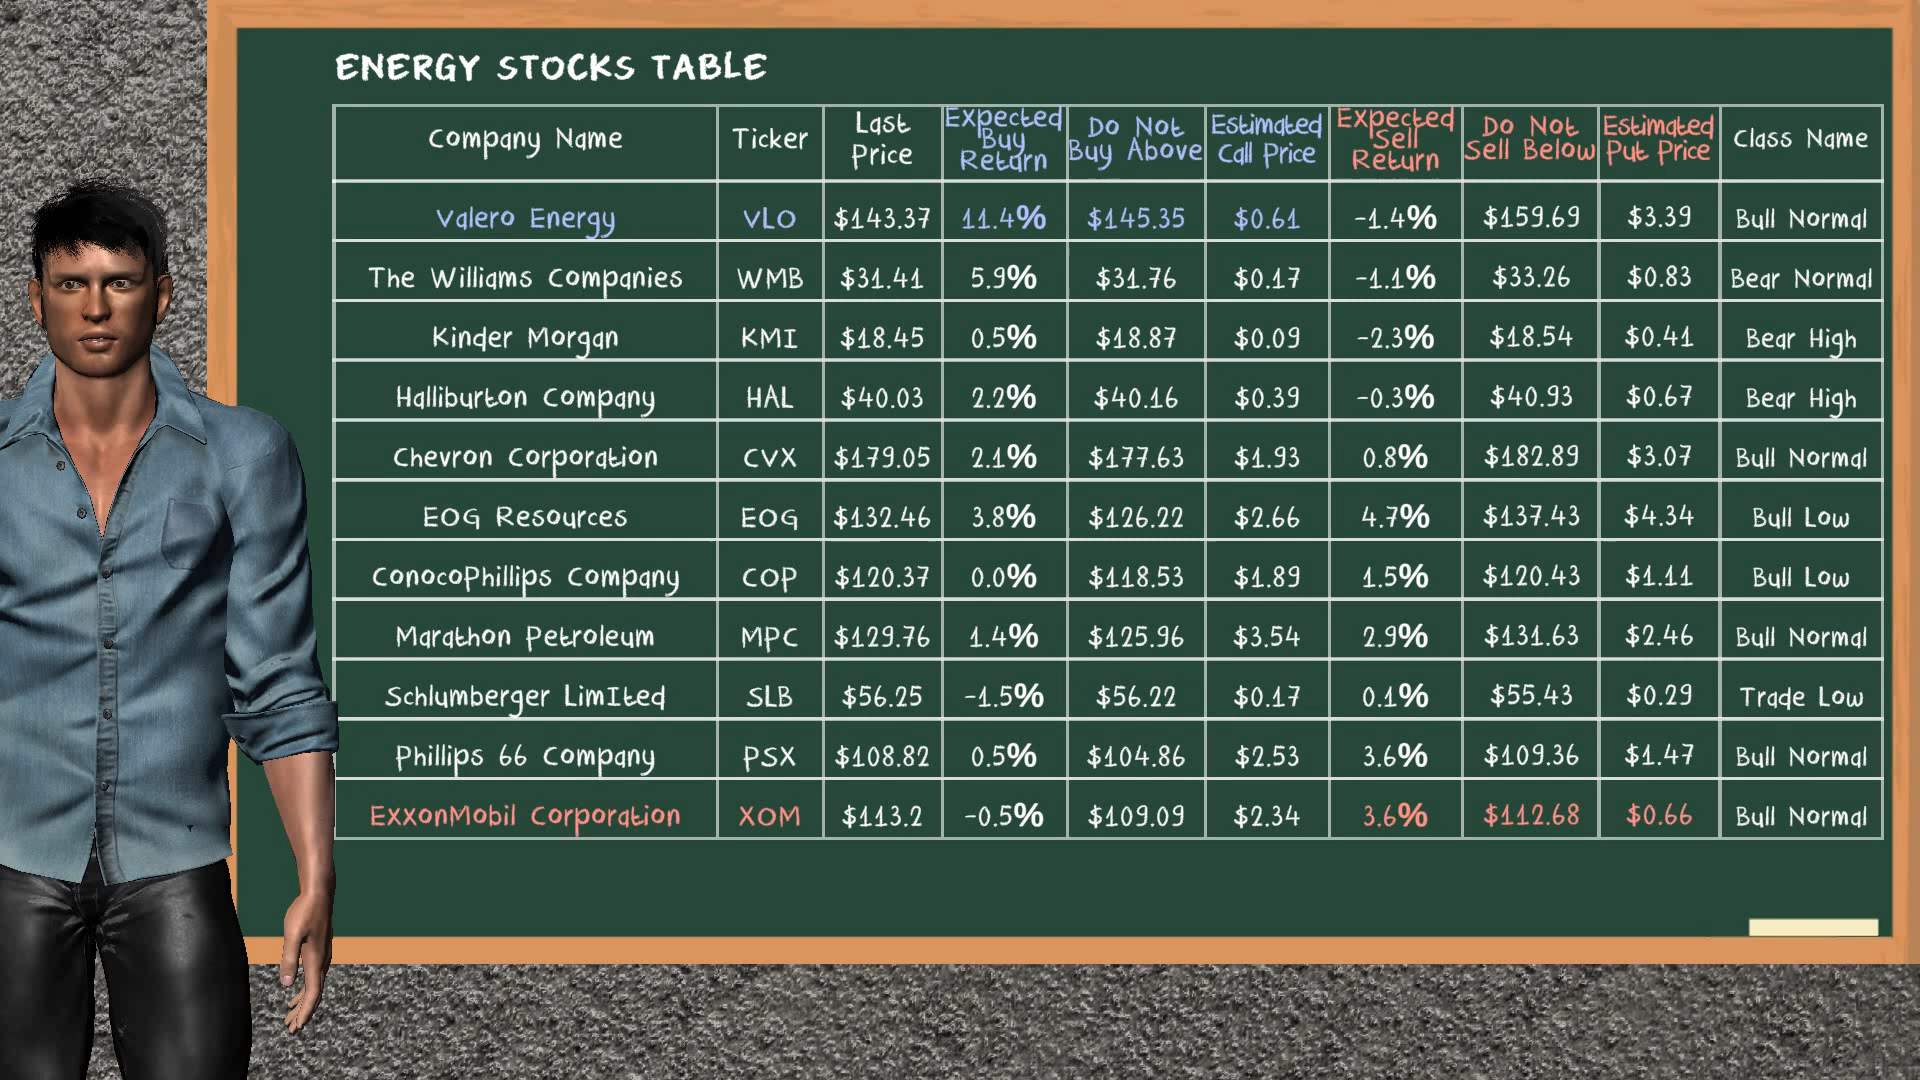 ENERGY STOCKS TABLE
Company Name Ticker Last Price Expected Buy Return Do Not Buy Above Estimated Call Price Expected Sell Return Do Not Sell Below Estimated Put Price Class Name
Valero Energy VLO $143.37 11.4% $145.35 $0.61 -1.4% $159.69 $3.39 Bull Normal
The Williams Companies WMB $31.41 5.9% $31.76 $0.17 -1.1% $33.26 $0.83 Bear Normal
Kinder Morgan KMI $18.45 0.5% $18.87 $0.09 -2.3% $18.54 $0.41 Bear High
Halliburton Company HAL $40.03 2.2% $40.16 $0.39 -0.3% $40.93 $0.67 Bear High
Chevron Corporation CVX $179.05 2.1% $177.63 $1.93 0.8% $182.89 $3.07 Bull Normal
EOG Resources EOG $132.46 3.8% $126.22 $2.66 4.7% $137.43 $4.34 Bull Low
ConocoPhillips Company COP $120.37 0.0% $118.53 $1.89 1.5% $120.43 $1.11 Bull Low
Marathon Petroleum MPC $129.76 1.4% $125.96 $3.54 2.9% $131.63 $2.46 Bull Normal
Schlumberger LimIted SLB $56.25 -1.5% $56.22 $0.17 0.1% $55.43 $0.29 Trade Low
Phillips 66 Company PSX $108.82 0.5% $104.86 $2.53 3.6% $109.36 $1.47 Bull Normal
ExxonMobil Corporation XOM $113.2 -0.5% $109.09 $2.34 3.6% $112.68 $0.66 Bull Normal